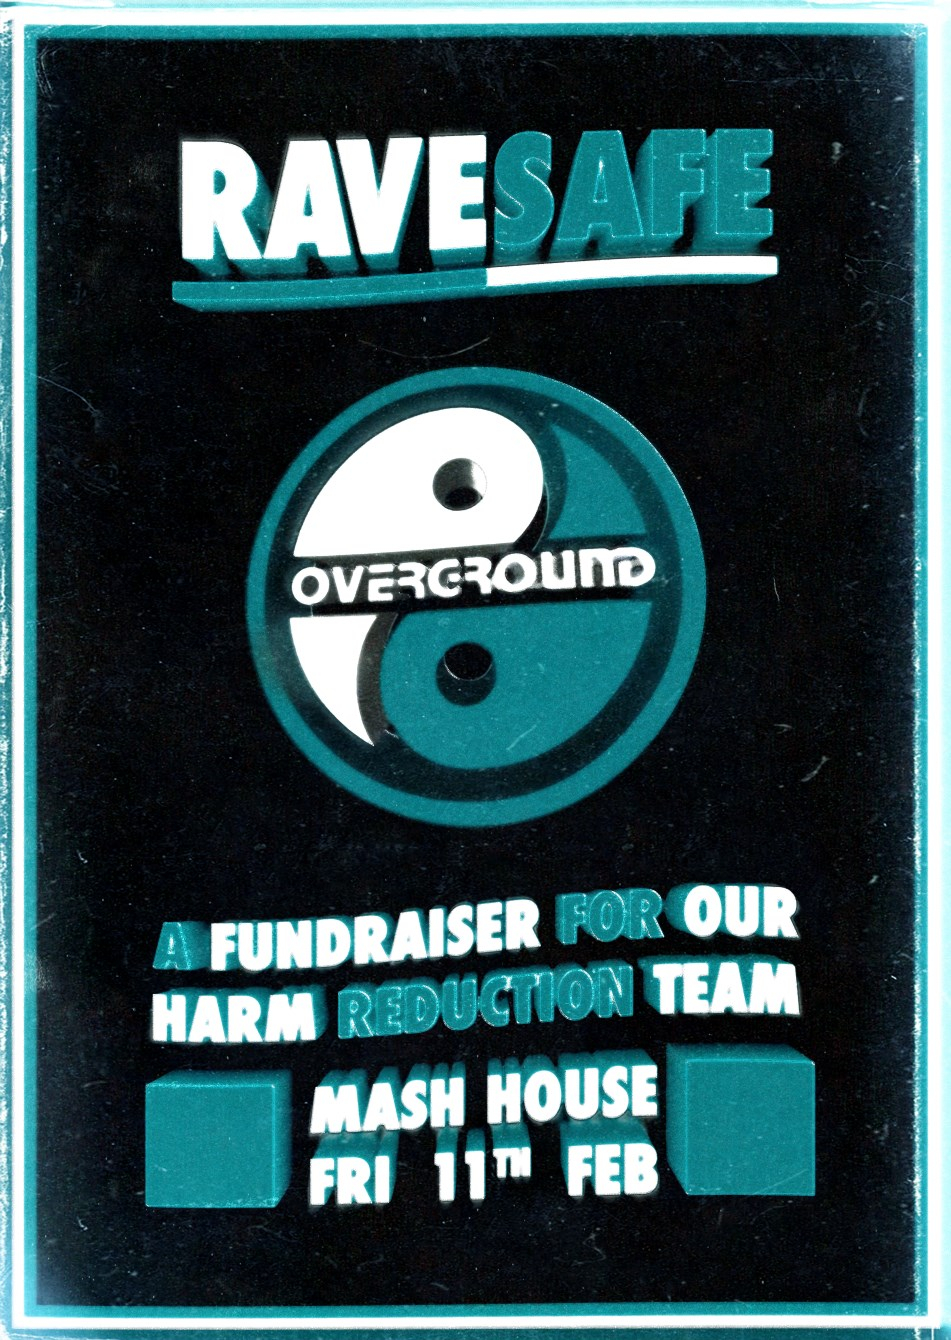 RAVESAFE
OVERGROUND
A FUNDRAISER FOR OUR
HARM REDUCTION TEAM
MASH HOUSE
FRI 11TH FEB